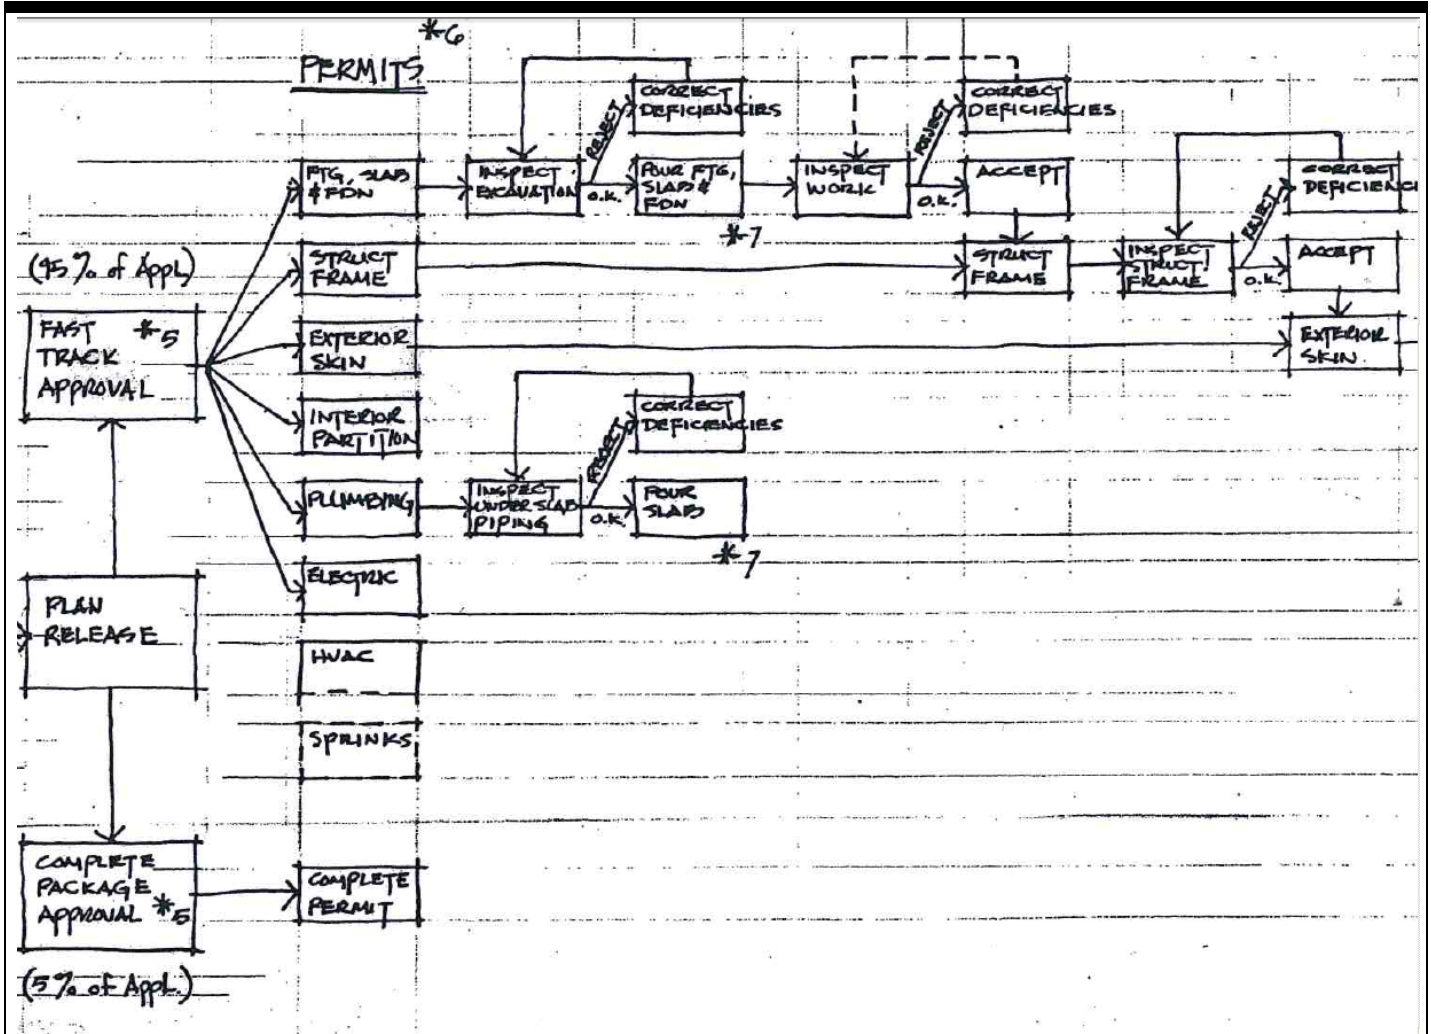 *6
PERMITS
CORRECT
DEFICIENCIES
CORRECT
DEFICIENCIES
REJECT
REJECT
FTG, SLAB
& FDN
INSPECT
EXCAVATION
O.K.
POUR FTG,
SLAB &
FDN
*7
INSPECT
WORK
O.K.
ACCEPT
CORRECT
DEFICIENCI
REJECT
(95% of Appl.)
STRUCT
FRAME
STRUCT
FRAME
INSPECT
STRUCT.
FRAME
O.K.
ACCEPT
FAST *5
TRACK
APPROVAL
EXTERIOR
SKIN
EXTERIOR
SKIN
INTERIOR
PARTITION
CORRECT
DEFICIENCIES
REJECT
PLUMBING
INSPECT
UNDER SLAB
PIPING
O.K.
POUR
SLAB
*7
ELECTRIC
PLAN
RELEASE
HVAC
SPRINKS
COMPLETE
PACKAGE
APPROVAL *5
COMPLETE
PERMIT
(5% of Appl.)